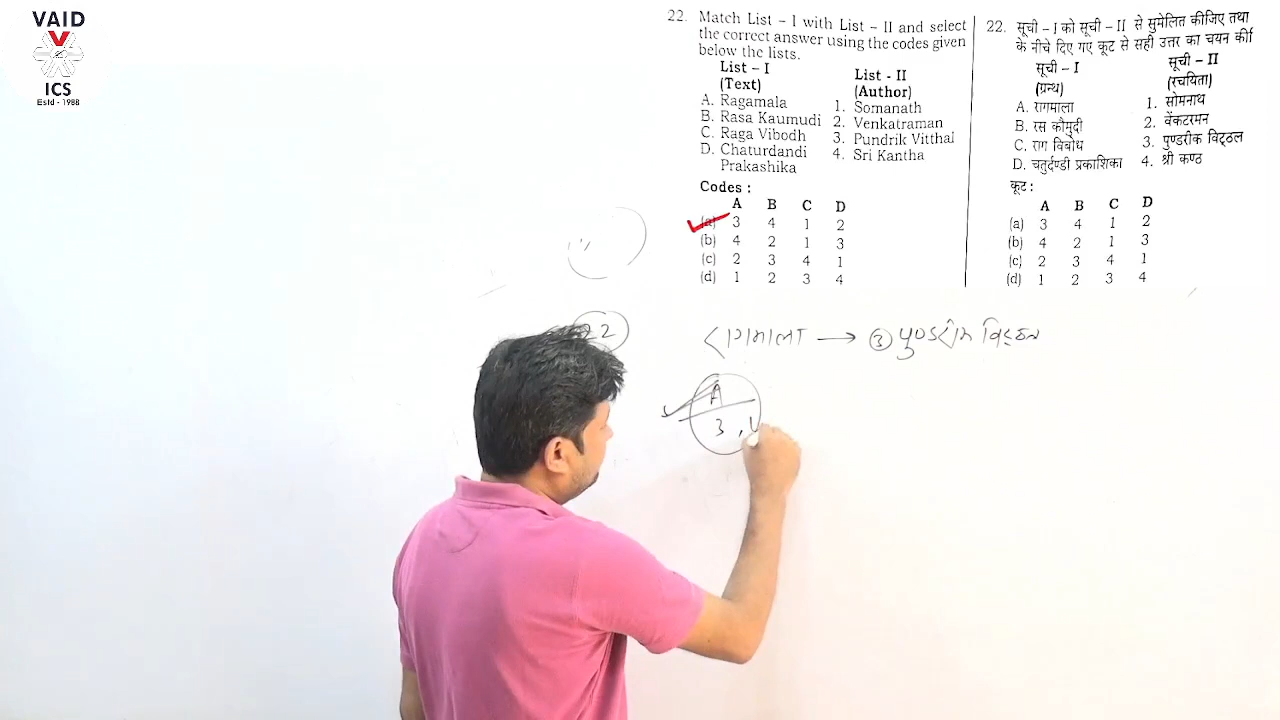 VAID
V
ICS
Estd - 1988
22. Match List – I with List – II and select
the correct answer using the codes given
below the lists.
List – I
(Text)
List - II
(Author)
A. Ragamala
1. Somanath
B. Rasa Kaumudi
2. Venkatraman
C. Raga Vibodh
3. Pundrik Vitthal
D. Chaturdandi
Prakashika
4. Sri Kantha
Codes :
A B C D
(a) 3 4 1 2
(b) 4 2 1 3
(c) 2 3 4 1
(d) 1 2 3 4
22. सूची – I को सूची – II से सुमेलित कीजिए तथा
के नीचे दिए गए कूट से सही उत्तर का चयन
सूची – I
(ग्रन्थ)
सूची – II
(रचयिता)
A. रागमाला
1. सोमनाथ
B. रस कौमुदी
2. वेंकटरमन
C. राग विबोध
3. पुण्डरीक विट्ठल
D. चतुर्दण्डी प्रकाशिका
4. श्री कण्ठ
कूट :
A B C D
(a) 3 4 1 2
(b) 4 2 1 3
(c) 2 3 4 1
(d) 1 2 3 4
22
रागमाला → ③ पुण्डरीक विट्ठल
A
3 ,